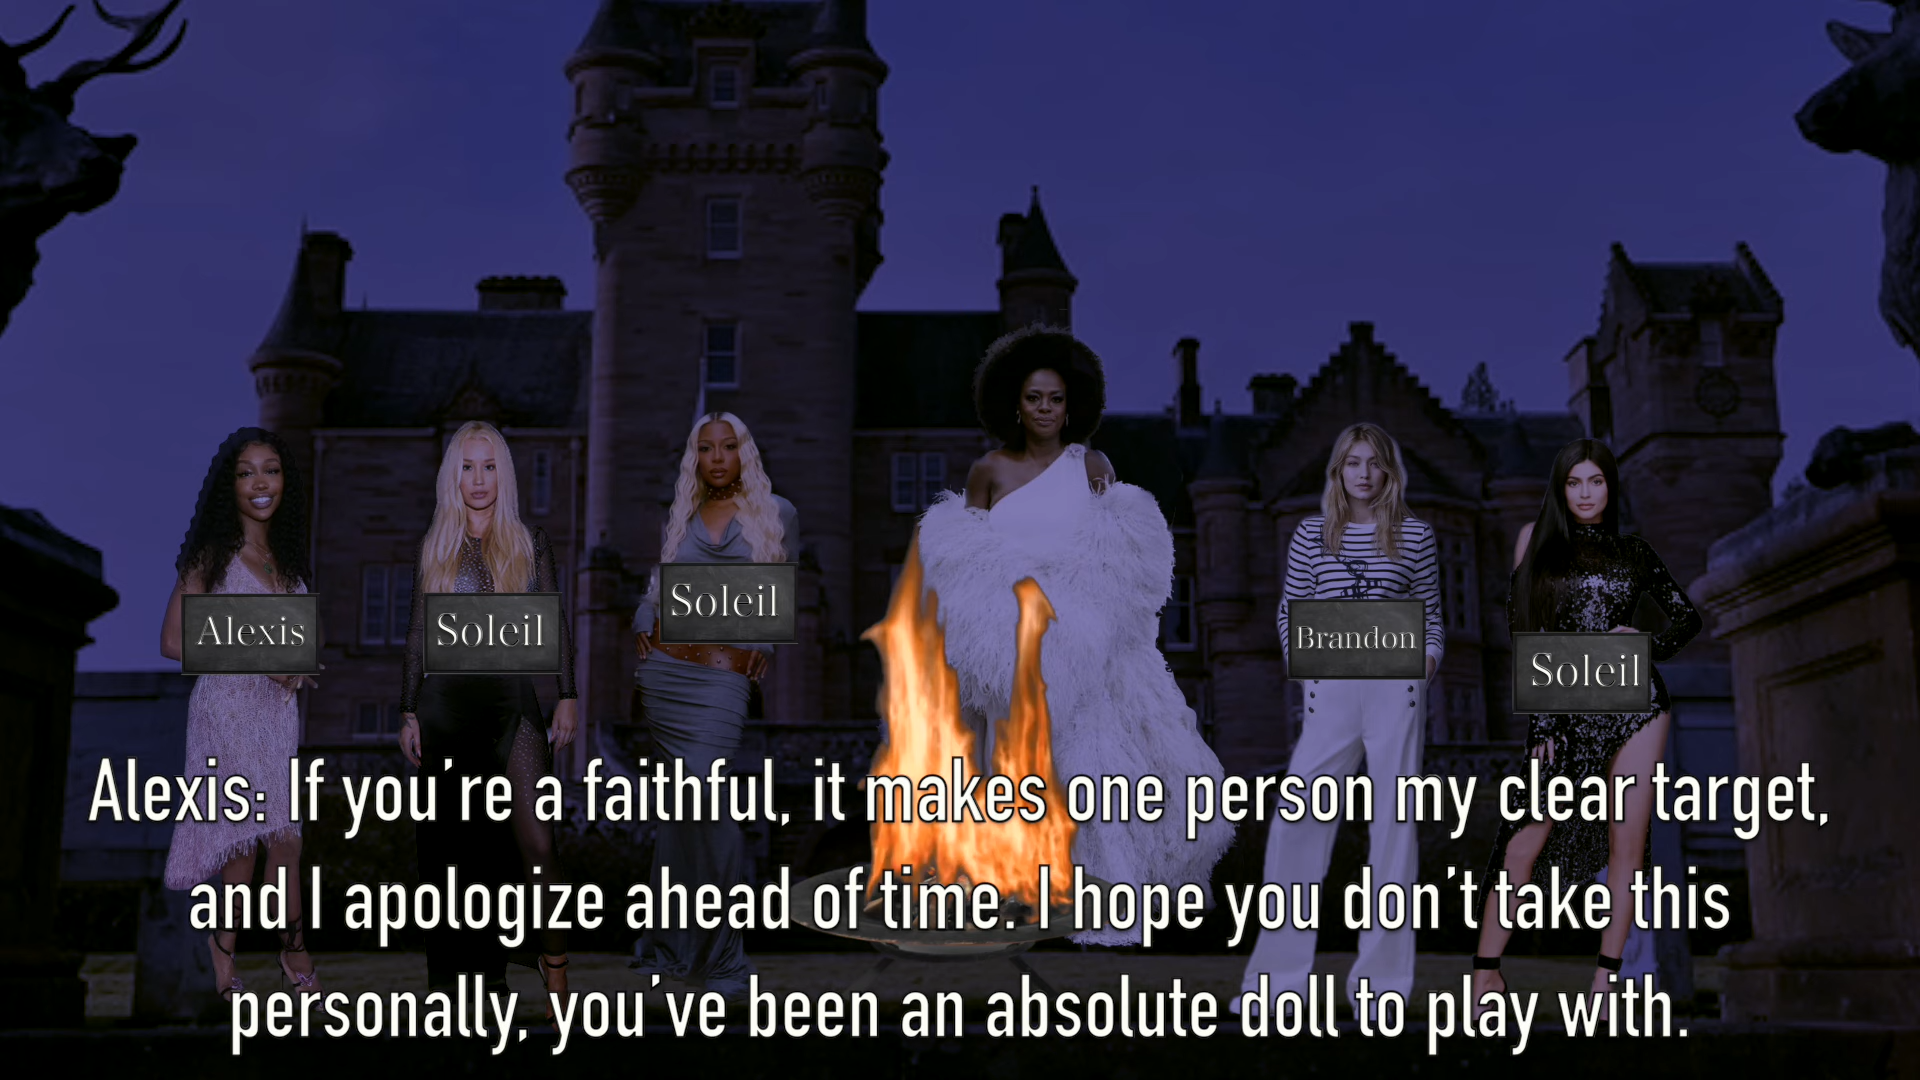 Alexis
Soleil
Soleil
Brandon
Soleil
Alexis: If you're a faithful, it makes one person my clear target,
and I apologize ahead of time. I hope you don't take this
personally, you've been an absolute doll to play with.